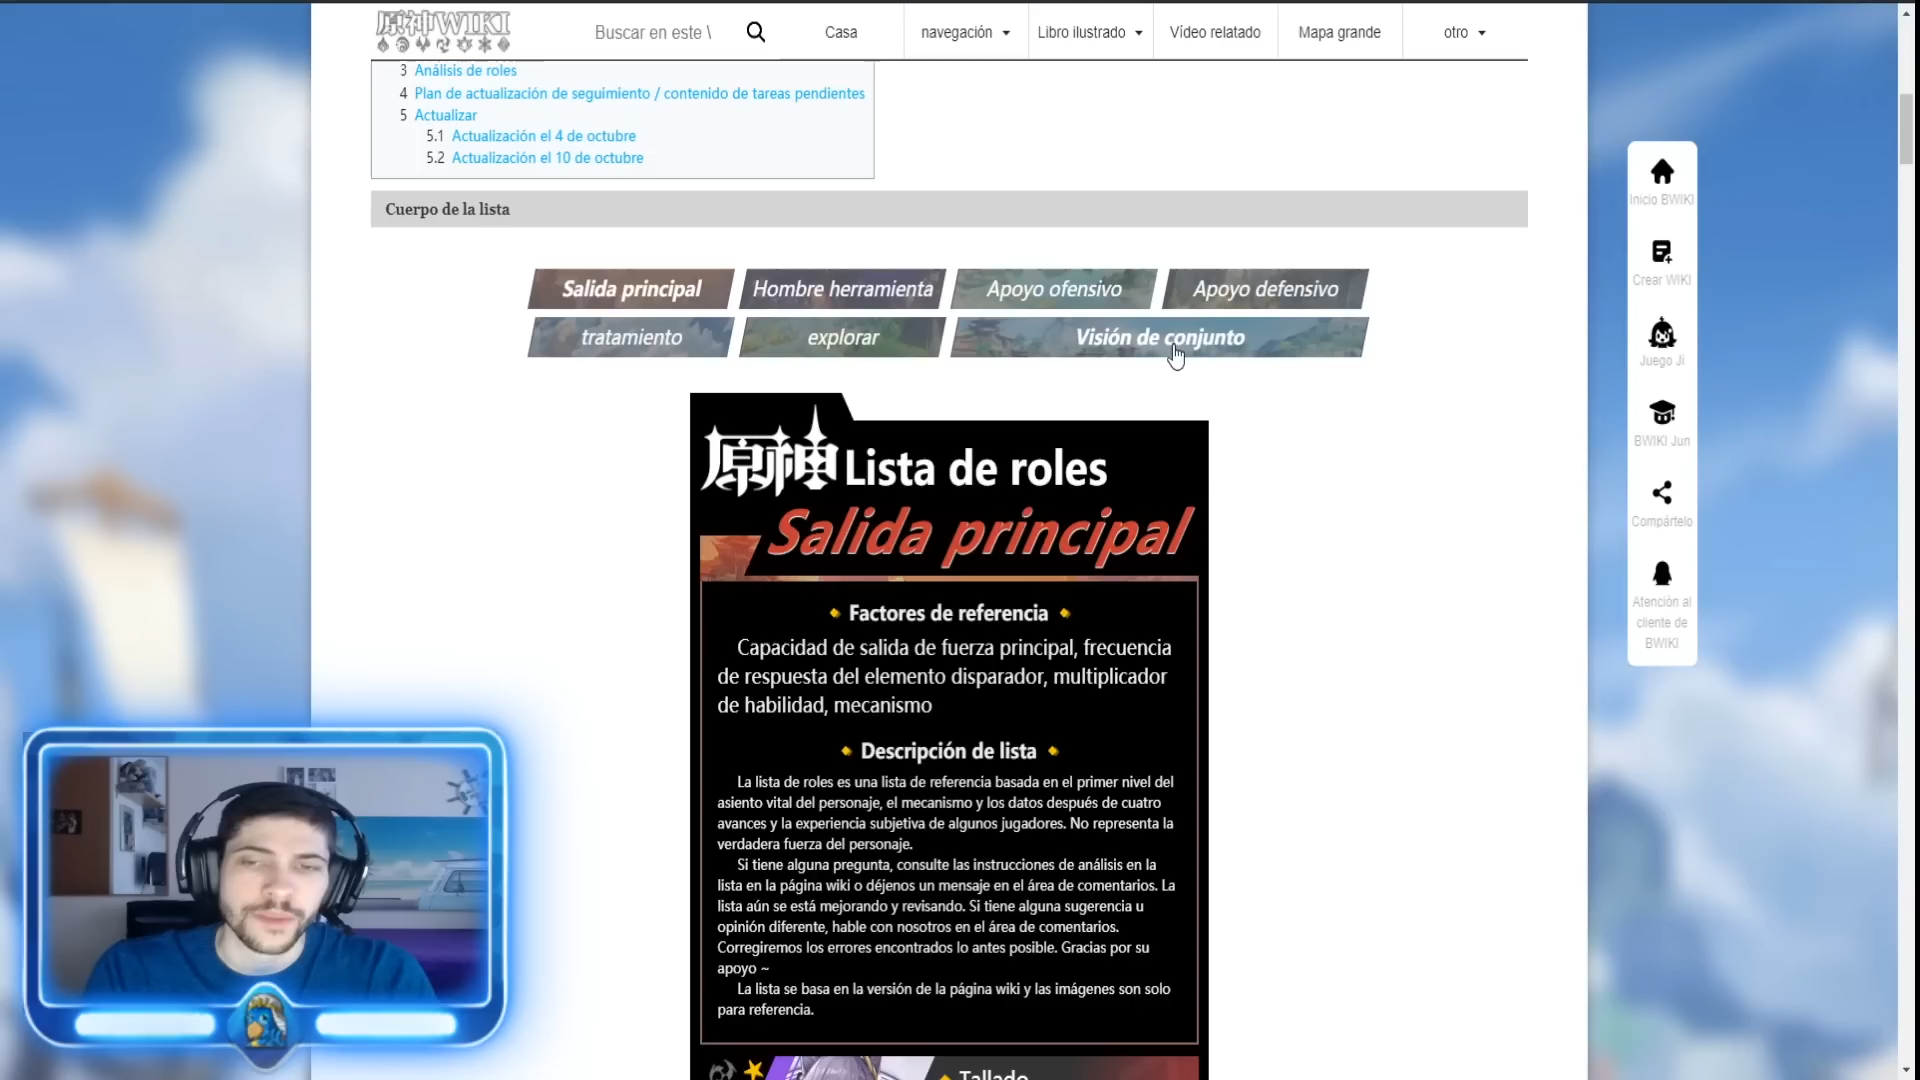 原神WIKI
Buscar en este \
Casa
navegación
Libro ilustrado
Vídeo relatado
Mapa grande
otro
3 Análisis de roles
4 Plan de actualización de seguimiento / contenido de tareas pendientes
5 Actualizar
5.1 Actualización el 4 de octubre
5.2 Actualización el 10 de octubre
Cuerpo de la lista
Salida principal
Hombre herramienta
Apoyo ofensivo
Apoyo defensivo
tratamiento
explorar
Visión de conjunto
原神 Lista de roles
Salida principal
Factores de referencia
Capacidad de salida de fuerza principal, frecuencia
de respuesta del elemento disparador, multiplicador
de habilidad, mecanismo
Descripción de lista
La lista de roles es una lista de referencia basada en el primer nivel del
asiento vital del personaje, el mecanismo y los datos después de cuatro
avances y la experiencia subjetiva de algunos jugadores. No representa la
verdadera fuerza del personaje.
Si tiene alguna pregunta, consulte las instrucciones de análisis en la
lista en la página wiki o déjenos un mensaje en el área de comentarios. La
lista aún se está mejorando y revisando. Si tiene alguna sugerencia u
opinión diferente, hable con nosotros en el área de comentarios.
Corregiremos los errores encontrados lo antes posible. Gracias por su
apoyo ~
La lista se basa en la versión de la página wiki y las imágenes son solo
para referencia.
Tallado
Inicio BWIKI
Crear WIKI
Juego Ji
BWIKI Jun
Compártelo
Atención al
cliente de
BWIKI